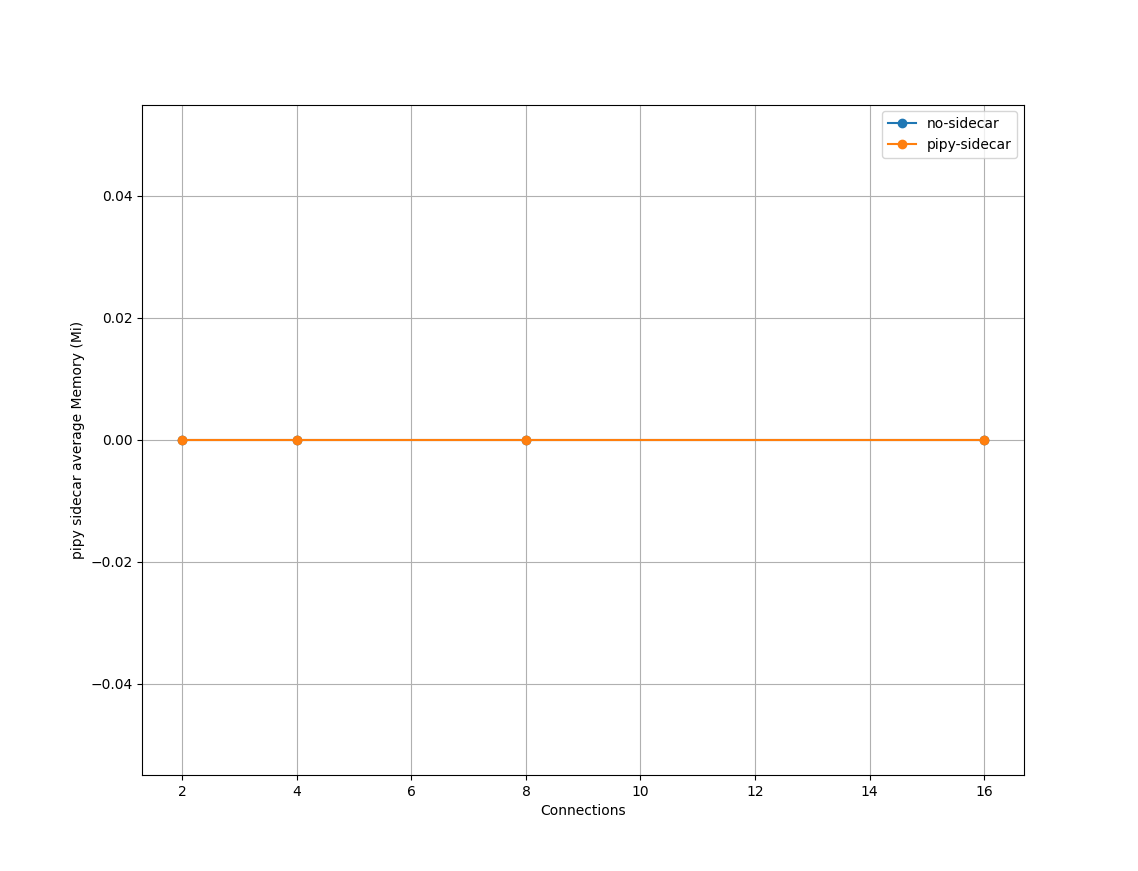 no-sidecar
pipy-sidecar
0.04
0.02
0.00
−0.02
−0.04
pipy sidecar average Memory (Mi)
2 4 6 8 10 12 14 16
Connections